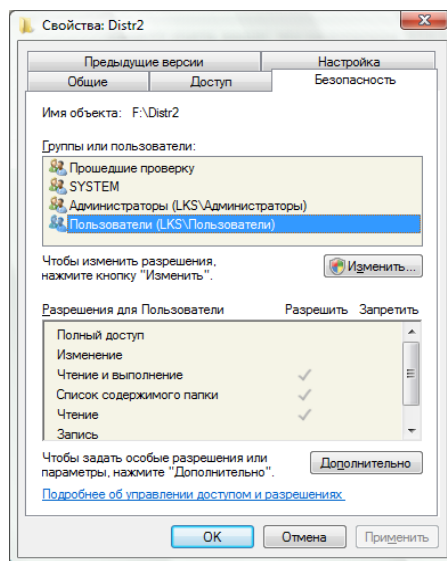 Свойства: Distr2
Предыдущие версии Настройка
Общие Доступ Безопасность
Имя объекта: F:\Distr2
Группы или пользователи:
Прошедшие проверку
SYSTEM
Администраторы (LKS\Администраторы)
Пользователи (LKS\Пользователи)
Чтобы изменить разрешения,
нажмите кнопку "Изменить".
Изменить...
Разрешения для Пользователи Разрешить Запретить
Полный доступ
Изменение
Чтение и выполнение
Список содержимого папки
Чтение
Запись
Чтобы задать особые разрешения или
параметры, нажмите "Дополнительно".
Дополнительно
Подробнее об управлении доступом и разрешениях
OK Отмена Применить